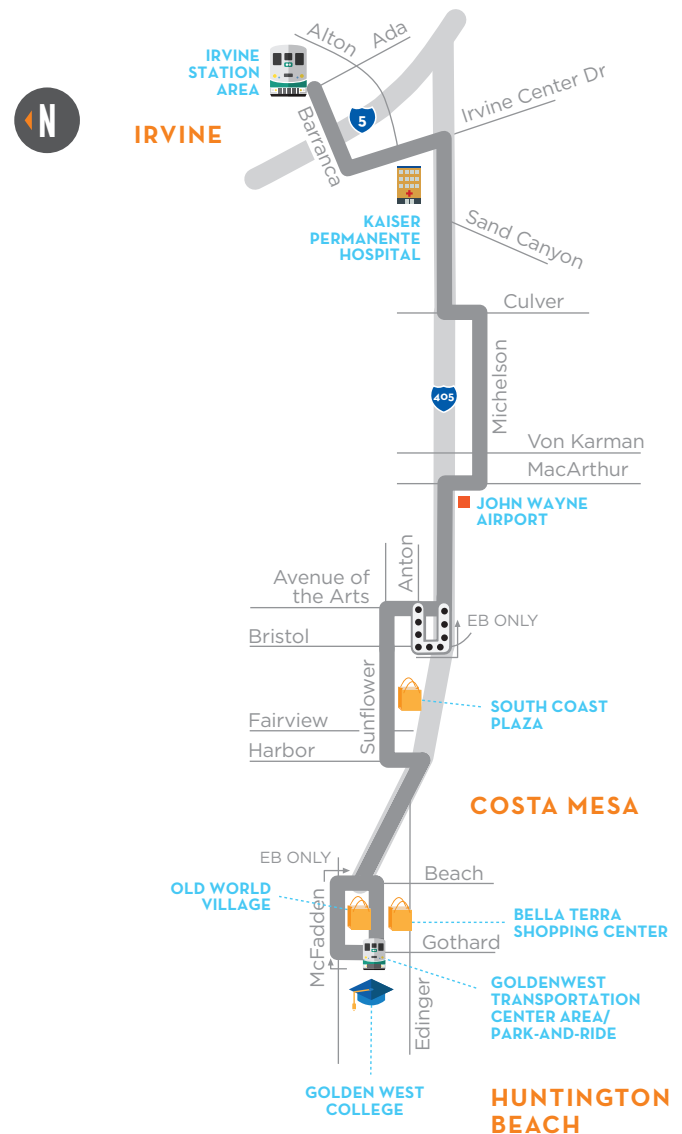 Alton
Ada
IRVINE
STATION
AREA
N
IRVINE
Barranca
5
Irvine Center Dr
KAISER
PERMANENTE
HOSPITAL
Sand Canyon
Culver
Michelson
405
Von Karman
MacArthur
JOHN WAYNE
AIRPORT
Anton
Avenue of
the Arts
EB ONLY
Bristol
Sunflower
SOUTH COAST
PLAZA
Fairview
Harbor
COSTA MESA
EB ONLY
Beach
OLD WORLD
VILLAGE
McFadden
BELLA TERRA
SHOPPING CENTER
Gothard
Edinger
GOLDENWEST
TRANSPORTATION
CENTER AREA/
PARK-AND-RIDE
GOLDEN WEST
COLLEGE
HUNTINGTON
BEACH